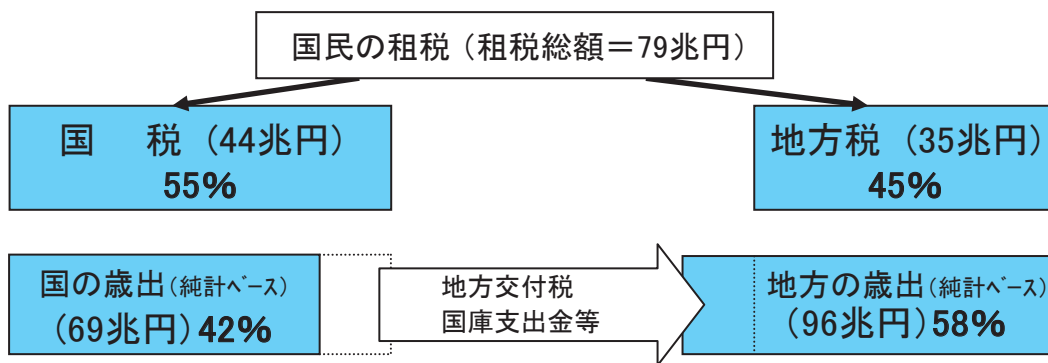 国民の租税（租税総額＝79兆円）
国　税（44兆円）
55%
地方税（35兆円）
45%
国の歳出（純計ﾍﾞｰｽ）
(69兆円)42%
地方交付税
国庫支出金等
地方の歳出（純計ﾍﾞｰｽ）
(96兆円)58%